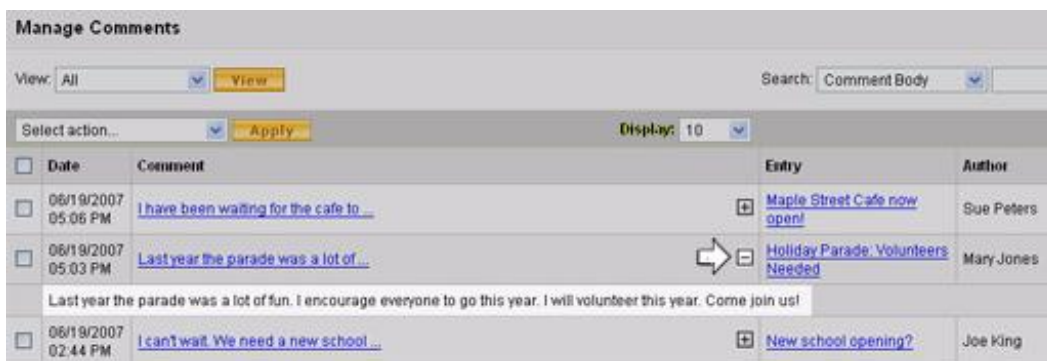 Manage Comments
View: All View Search: Comment Body
Select action... Apply Display: 10
Date Comment Entry Author
06/19/2007 05:06 PM I have been waiting for the cafe to ... Maple Street Cafe now open! Sue Peters
06/19/2007 05:03 PM Last year the parade was a lot of ... Holiday Parade: Volunteers Needed Mary Jones
Last year the parade was a lot of fun. I encourage everyone to go this year. I will volunteer this year. Come join us!
06/19/2007 02:44 PM I can't wait. We need a new school ... New school opening? Joe King